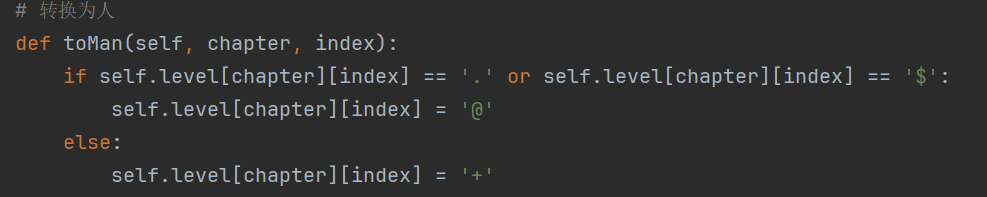 # 转换为人
def toMan(self, chapter, index):
    if self.level[chapter][index] == '.' or self.level[chapter][index] == '$':
        self.level[chapter][index] = '@'
    else:
        self.level[chapter][index] = '+'